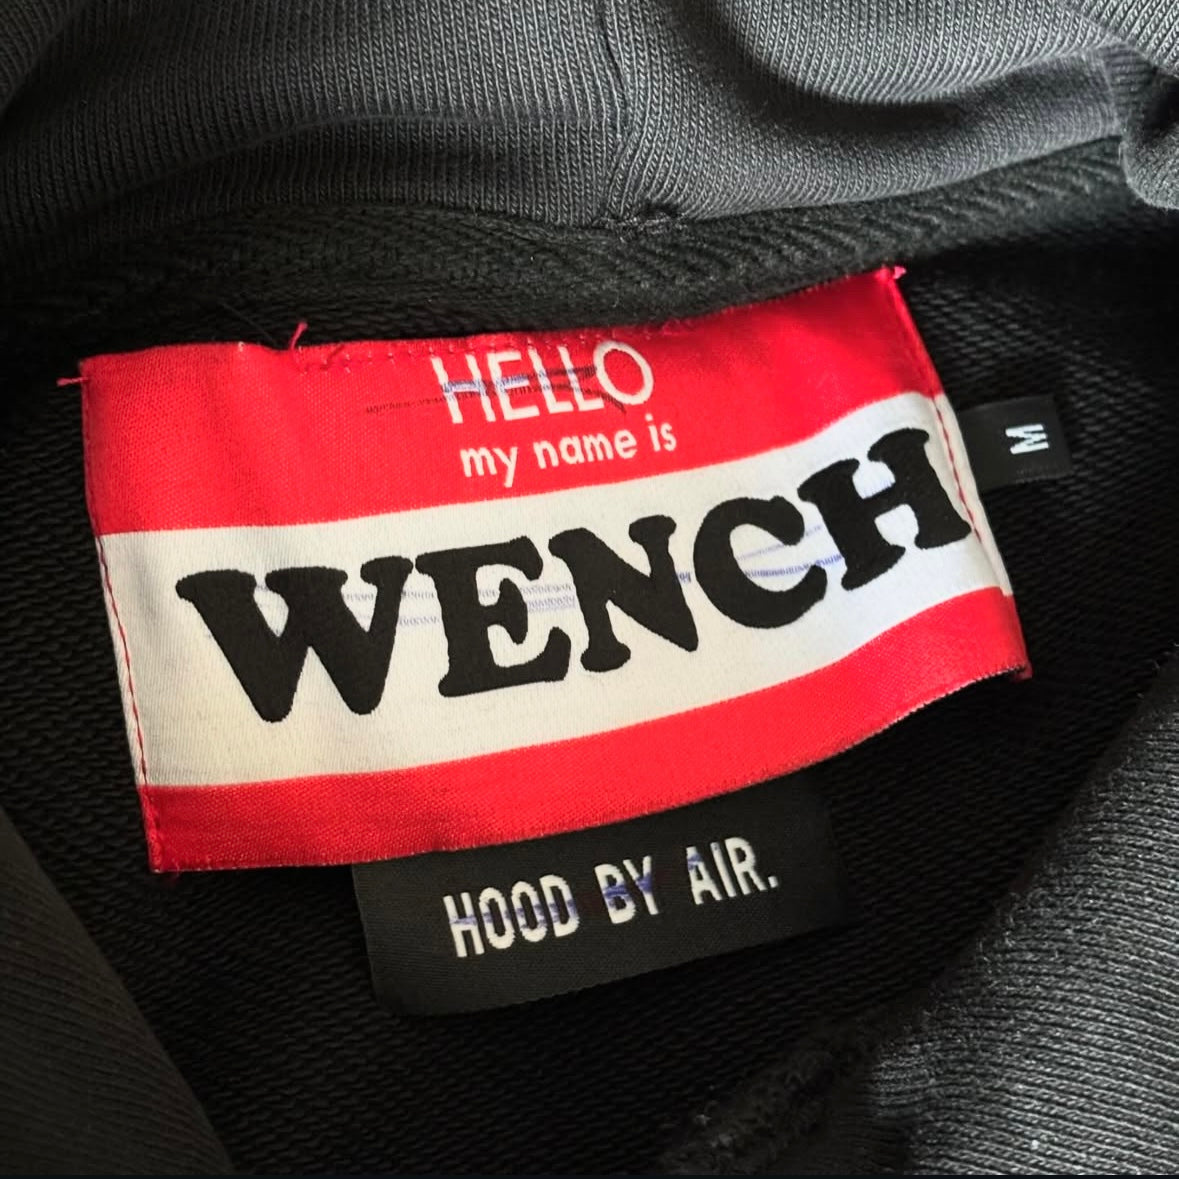 HELLO
my name is
WENCH
M
HOOD BY AIR.